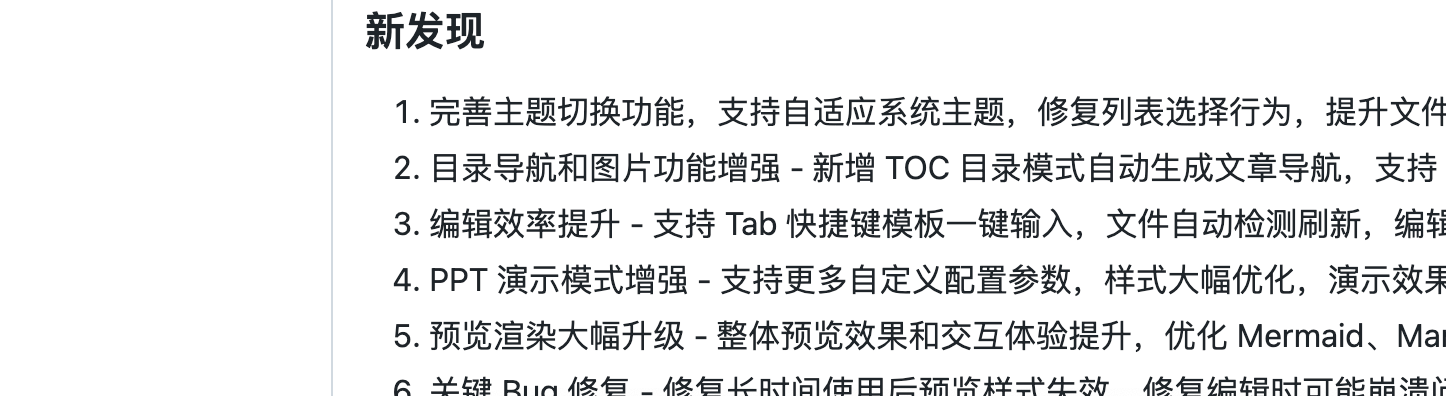 新发现
1. 完善主题切换功能，支持自适应系统主题，修复列表选择行为，提升文件
2. 目录导航和图片功能增强 - 新增 TOC 目录模式自动生成文章导航，支持
3. 编辑效率提升 - 支持 Tab 快捷键模板一键输入，文件自动检测刷新，编辑
4. PPT 演示模式增强 - 支持更多自定义配置参数，样式大幅优化，演示效果
5. 预览渲染大幅升级 - 整体预览效果和交互体验提升，优化 Mermaid、Mar
6. 关键 Bug 修复 - 修复长时间使用后预览样式失效，修复编辑时可能崩溃问